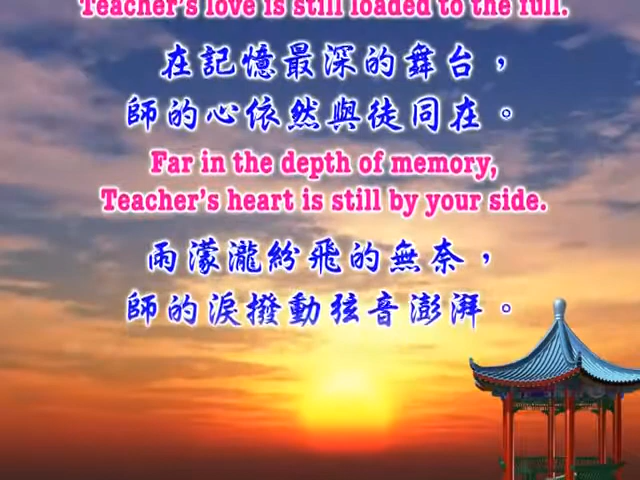 Teacher's love is still loaded to the full.
在記憶最深的舞台，
師的心依然與徒同在。
Far in the depth of memory,
Teacher's heart is still by your side.
雨濛瀧紛飛的無奈，
師的淚撥動弦音澎湃。